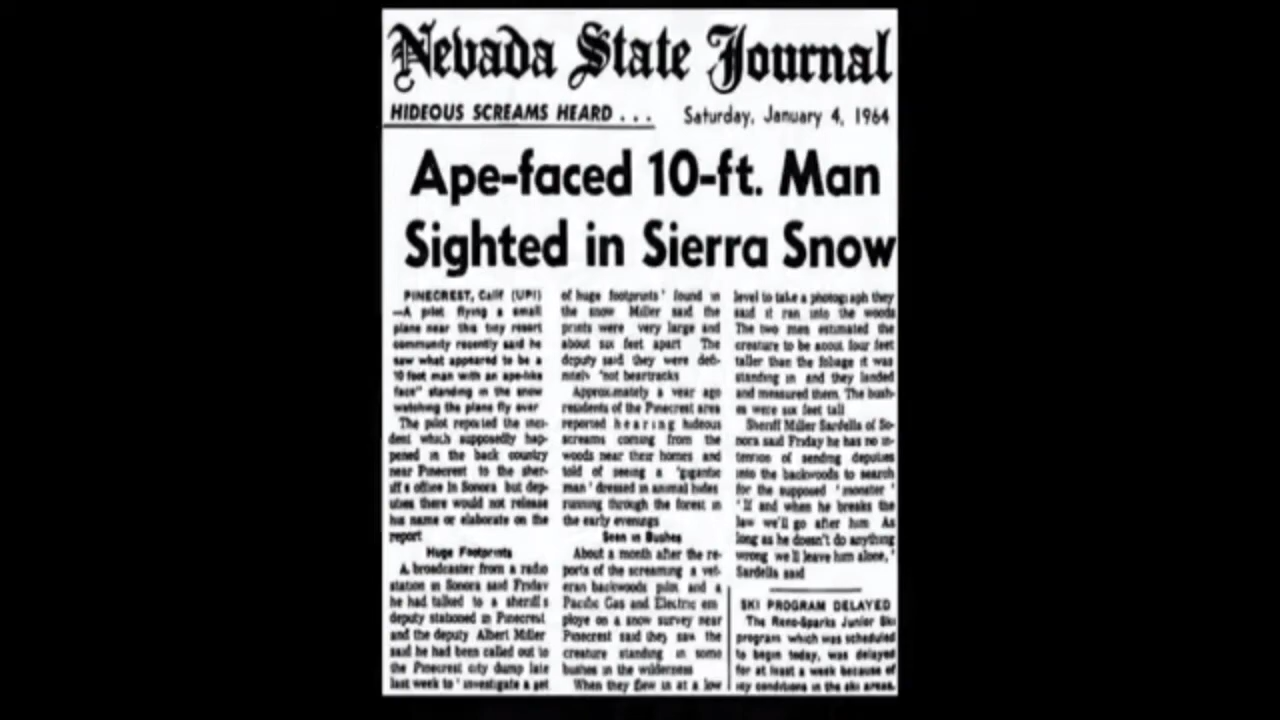 Nevada State Journal
HIDEOUS SCREAMS HEARD . . .
Saturday, January 4, 1964
Ape-faced 10-ft. Man
Sighted in Sierra Snow
PINECREST, Calif (UPI)
—A pilot flying a small
plane near this tiny resort
community recently said he
saw what appeared to be a
10 foot man with an ape-like
face" standing in the snow
watching the plane fly over
The pilot reported the inci-
dent which supposedly hap-
pened in the back country
near Pinecrest to the sher-
iff s office in Sonora but dep-
uties there would not release
his name or elaborate on the
report
Huge Footprints
A broadcaster from a radio
station in Sonora said Friday
he had talked to a sheriff s
deputy stationed in Pinecrest
and the deputy Albert Miller
said he had been called out to
the Pinecrest city dump late
last week to ' investigate a
of huge footprints ' found in
the snow Miller said the
prints were very large and
about six feet apart The
deputy said they were defi-
nitely 'not beartracks
Approximately a year ago
residents of the Pinecrest area
reported hearing hideous
screams coming from the
woods near their homes and
told of seeing a 'gigantic
man ' dressed in animal hides
running through the forest in
the early evenings
Seen in Bushes
About a month after the re-
ports of the screaming a vet-
eran backwoods pilot and a
Pacific Gas and Electric em
ploye on a snow survey near
Pinecrest said they saw the
creature standing in some
bushes in the wilderness
When they flew in at a low
level to take a photograph they
said it ran into the woods
The two men estimated the
creature to be about four feet
taller than the foliage it was
standing in and they landed
and measured them. The bush-
es were six feet tall
Sheriff Miller Sardella of So-
nora said Friday he has no in-
tention of sending deputies
into the backwoods to search
for the supposed ' monster '
' If and when he breaks the
law we'll go after him As
long as he doesn't do anything
wrong we ll leave him alone,'
Sardella said
SKI PROGRAM DELAYED
The Reno-Sparks Junior Ski
program which was scheduled
to begin today, was delayed
for at least a week because of
icy conditions in the ski areas.